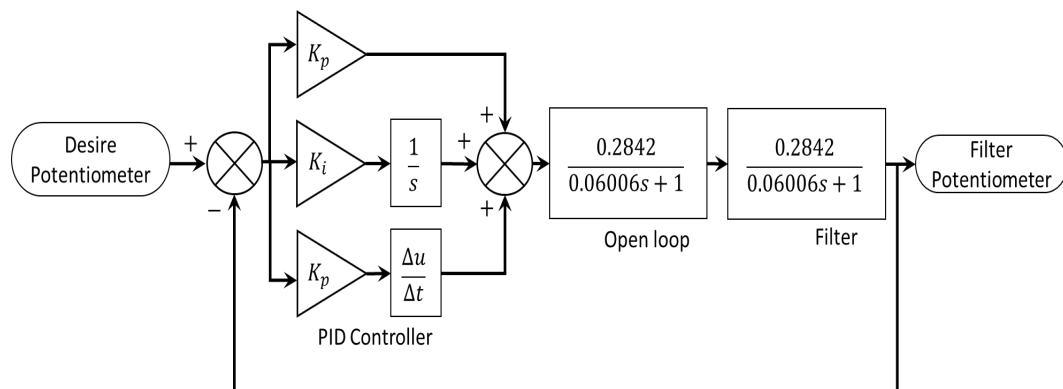 K_p
+
Desire
Potentiometer
+
−
K_i
1
s
+
+
0.2842
0.06006s + 1
Open loop
0.2842
0.06006s + 1
Filter
Filter
Potentiometer
K_p
Δu
Δt
PID Controller